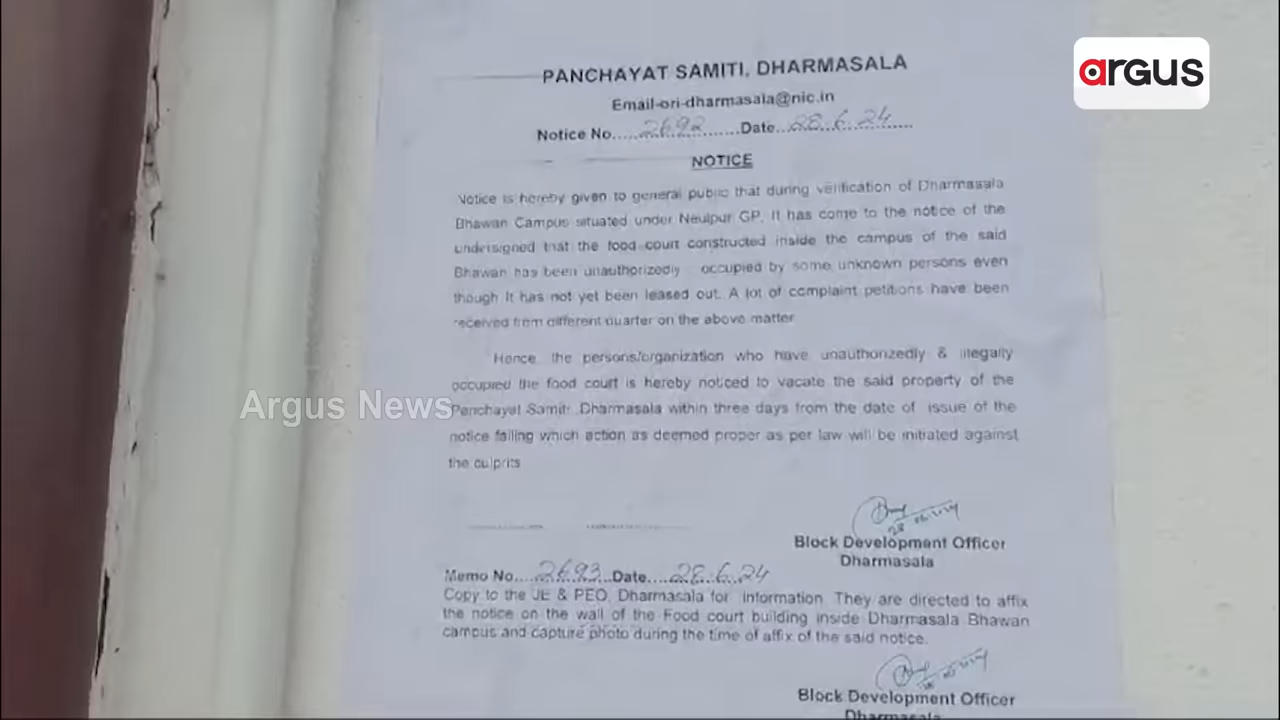 argus
PANCHAYAT SAMITI, DHARMASALA
Email-ori-dharmasala@nic.in
Notice No.....2692.......Date...28.6.24....
NOTICE
Notice is hereby given to general public that during verification of Dharmasala
Bhawan Campus situated under Neulpur GP, It has come to the notice of the
undersigned that the food court constructed inside the campus of the said
Bhawan has been unauthorizedly occupied by some unknown persons even
though It has not yet been leased out. A lot of complaint petitions have been
received from different quarter on the above matter
Hence the persons/organization who have unauthorizedly & illegally
occupied the food court is hereby noticed to vacate the said property of the
Argus News
Panchayat Samiti Dharmasala within three days from the date of issue of the
notice failing which action as deemed proper as per law will be initiated against
the culprits
28
Block Development Officer
Dharmasala
Memo No....2693..Date....28.6.24
Copy to the JE & PEO, Dharmasala for information. They are directed to affix
the notice on the wall of the Food court building inside Dharmasala Bhawan
campus and capture photo during the time of affix of the said notice.
Block Development Officer
Dharmasala